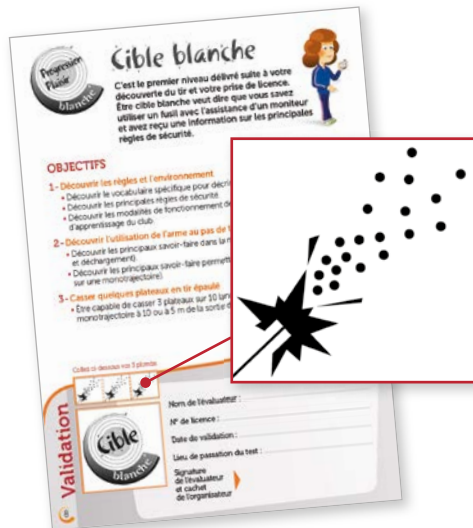 Progression
Plaisir
blanche
Cible blanche
C'est le premier niveau délivré suite à votre
découverte du tir et votre prise de licence.
Être cible blanche veut dire que vous savez
utiliser un fusil avec l'assistance d'un moniteur
et avez reçu une information sur les principales
règles de sécurité.
OBJECTIFS
1 - Découvrir les règles et l'environnement
• Découvrir le vocabulaire spécifique pour
• Découvrir les principales règles de sécurité
• Découvrir les modalités de fonctionnement
d'apprentissage du club.
2 - Découvrir l'utilisation de l'arme au pas de
• Découvrir les principaux savoir-faire dans la
et déchargement).
• Découvrir les principaux savoir-faire
sur une monotrajectoire).
3 - Casser quelques plateaux en tir épaulé
• Être capable de casser 3 plateaux sur 10
monotrajectoire à 10 ou à 5 m de la sortie
Collez ci-dessous vos 3 plombs
Validation
Cible
blanche
Nom de l'évaluateur :
N° de licence :
Date de validation :
Lieu de passation du test :
Signature
de l'évaluateur
et cachet
de l'organisateur
8